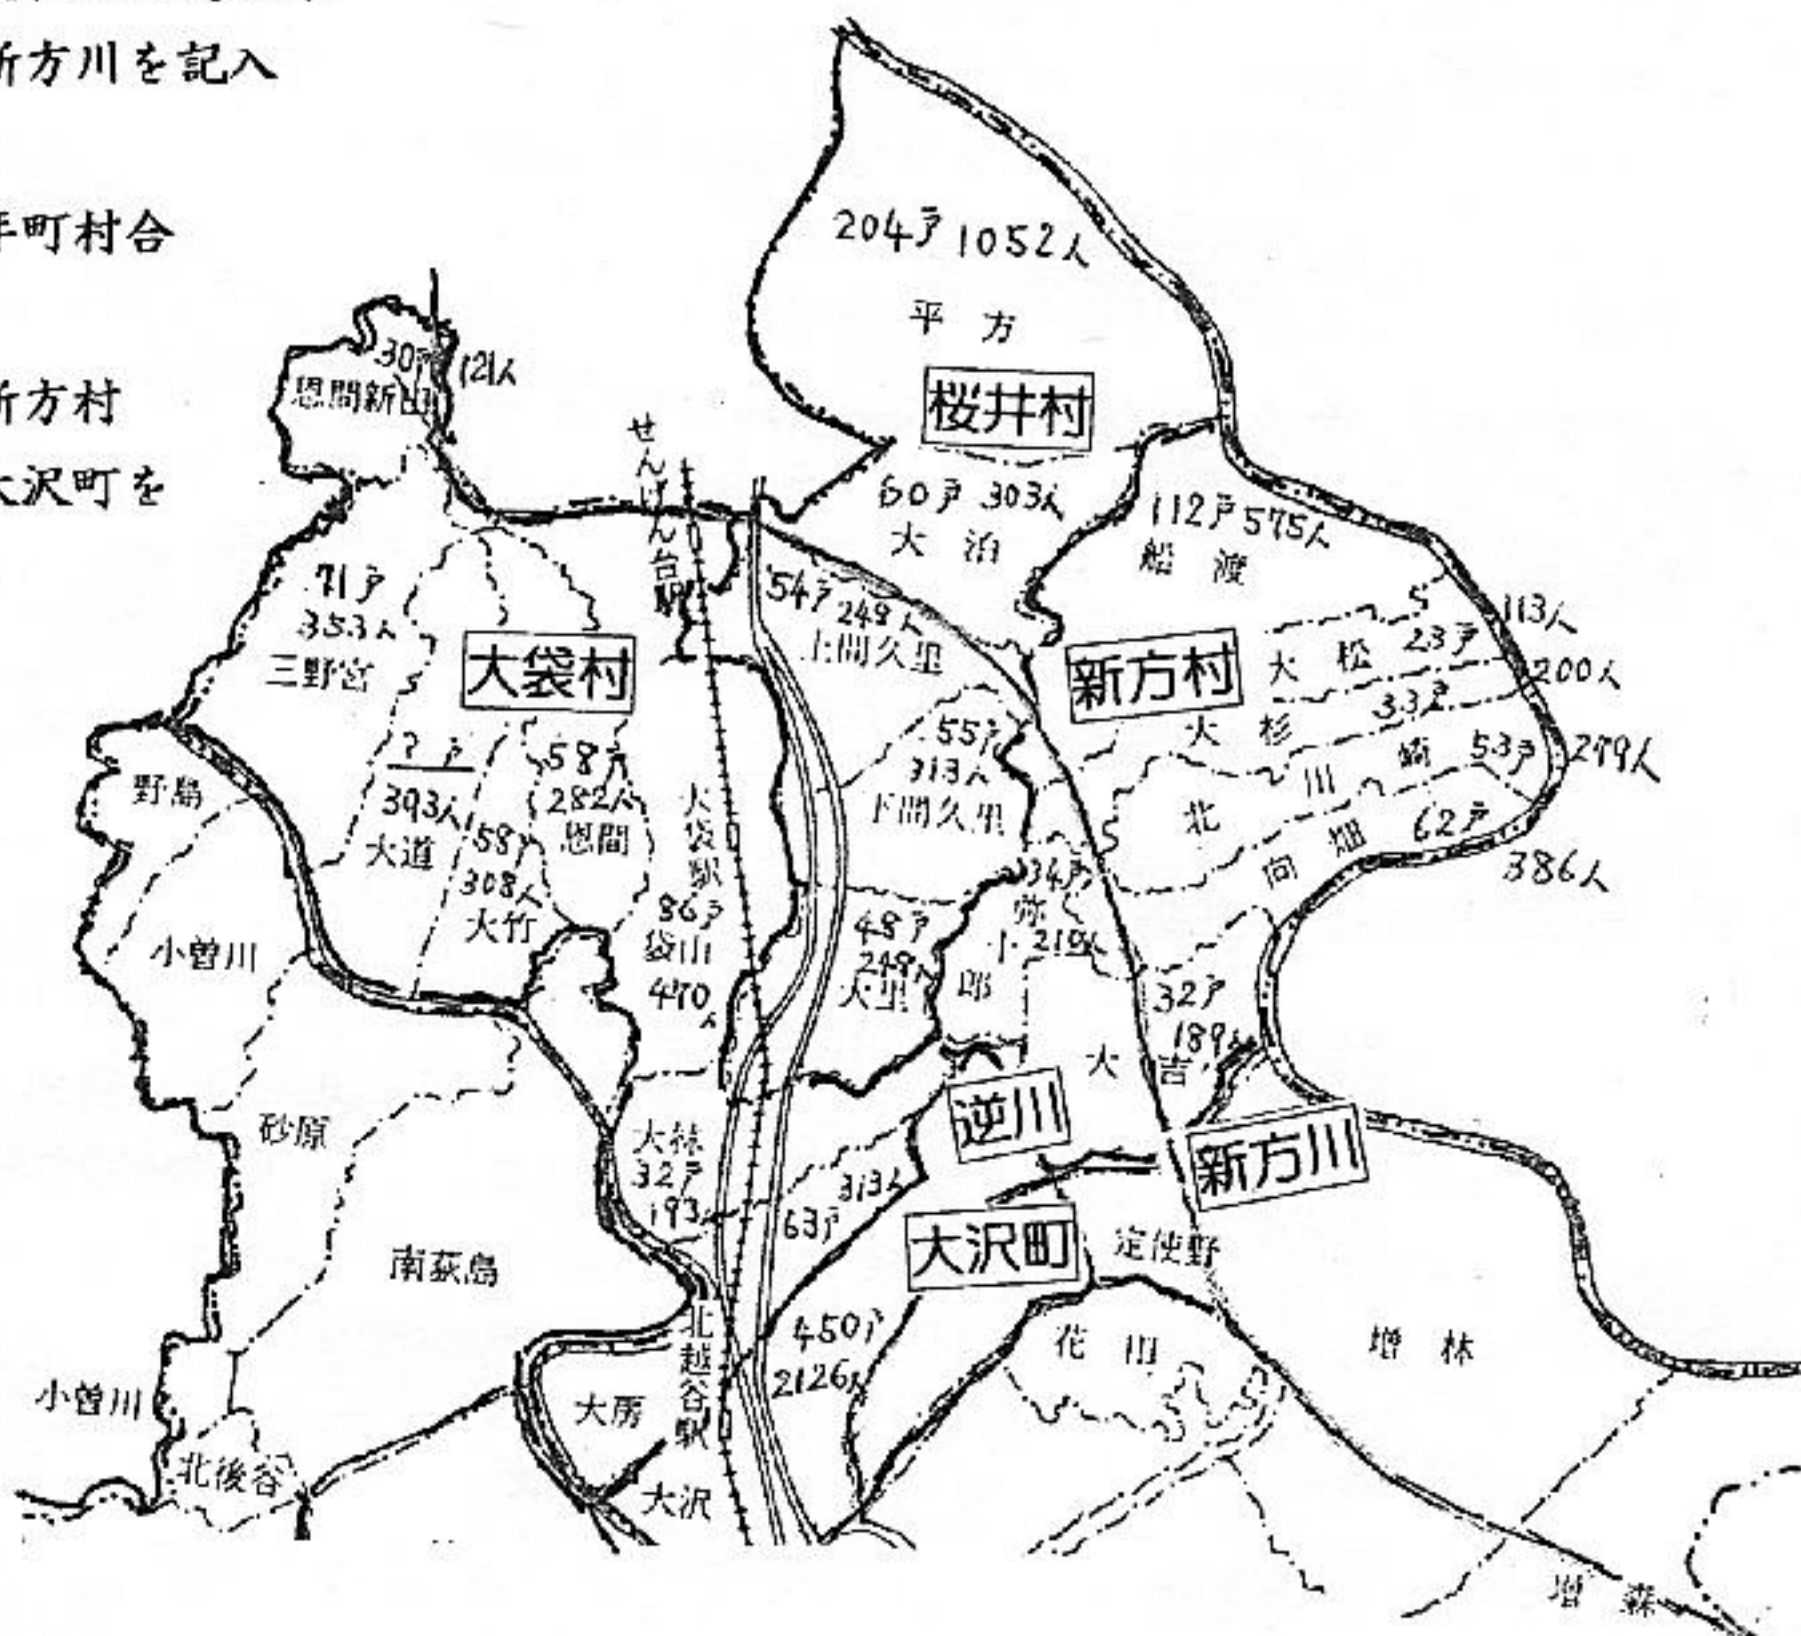 新方川を記入
年町村合
新方村
大沢町を
204戸 1052人
平方
桜井村
30戸 121人
恩間新田
せんげん台駅
60戸 303人
大泊
112戸 575人
船渡
71戸
353人
三野宮
大袋村
54戸 248人
上間久里
新方村
大松 23戸 113人
大杉 33戸 200人
北川崎 53戸 279人
向畑 62戸 386人
55戸
313人
下間久里
?戸
393人
大道
58戸
282人
恩間
58戸
308人
大竹
大袋駅
86戸
袋山
470人
野島
小曽川
34戸
弥十郎
219人
48戸
249人
大里
32戸
189人
大吉
逆川
新方川
砂原
大林
32戸
193人
313人
63戸
大沢町
定使野
南荻島
北越谷駅
450戸
2126人
花田
増林
小曽川
大房
北後谷
大沢
増森